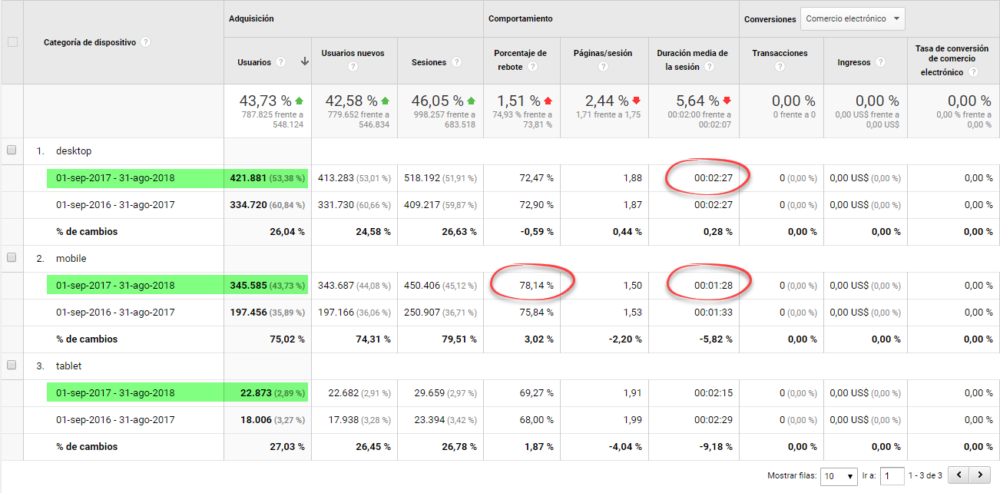 Adquisición Comportamiento Conversiones Comercio electrónico
Categoría de dispositivo ?
Usuarios ?
Usuarios nuevos ?
Sesiones ?
Porcentaje de rebote ?
Páginas/sesión ?
Duración media de la sesión ?
Transacciones ?
Ingresos ?
Tasa de conversión de comercio electrónico ?
43,73 % 42,58 % 46,05 % 1,51 % 2,44 % 5,64 % 0,00 % 0,00 % 0,00 %
787.825 frente a 548.124
779.652 frente a 546.834
998.257 frente a 683.518
74,93 % frente a 73,81 %
1,71 frente a 1,75
00:02:00 frente a 00:02:07
0 frente a 0
0,00 US$ frente a 0,00 US$
0,00 % frente a 0,00 %
1. desktop
01-sep-2017 - 31-ago-2018 421.881 (53,38 %) 413.283 (53,01 %) 518.192 (51,91 %) 72,47 % 1,88 00:02:27 0 (0,00 %) 0,00 US$ (0,00 %) 0,00 %
01-sep-2016 - 31-ago-2017 334.720 (60,84 %) 331.730 (60,66 %) 409.217 (59,87 %) 72,90 % 1,87 00:02:27 0 (0,00 %) 0,00 US$ (0,00 %) 0,00 %
% de cambios 26,04 % 24,58 % 26,63 % -0,59 % 0,44 % 0,28 % 0,00 % 0,00 % 0,00 %
2. mobile
01-sep-2017 - 31-ago-2018 345.585 (43,73 %) 343.687 (44,08 %) 450.406 (45,12 %) 78,14 % 1,50 00:01:28 0 (0,00 %) 0,00 US$ (0,00 %) 0,00 %
01-sep-2016 - 31-ago-2017 197.456 (35,89 %) 197.166 (36,06 %) 250.907 (36,71 %) 75,84 % 1,53 00:01:33 0 (0,00 %) 0,00 US$ (0,00 %) 0,00 %
% de cambios 75,02 % 74,31 % 79,51 % 3,02 % -2,20 % -5,82 % 0,00 % 0,00 % 0,00 %
3. tablet
01-sep-2017 - 31-ago-2018 22.873 (2,89 %) 22.682 (2,91 %) 29.659 (2,97 %) 69,27 % 1,91 00:02:15 0 (0,00 %) 0,00 US$ (0,00 %) 0,00 %
01-sep-2016 - 31-ago-2017 18.006 (3,27 %) 17.938 (3,28 %) 23.394 (3,42 %) 68,00 % 1,99 00:02:29 0 (0,00 %) 0,00 US$ (0,00 %) 0,00 %
% de cambios 27,03 % 26,45 % 26,78 % 1,87 % -4,04 % -9,18 % 0,00 % 0,00 % 0,00 %
Mostrar filas: 10 Ir a: 1 1 - 3 de 3